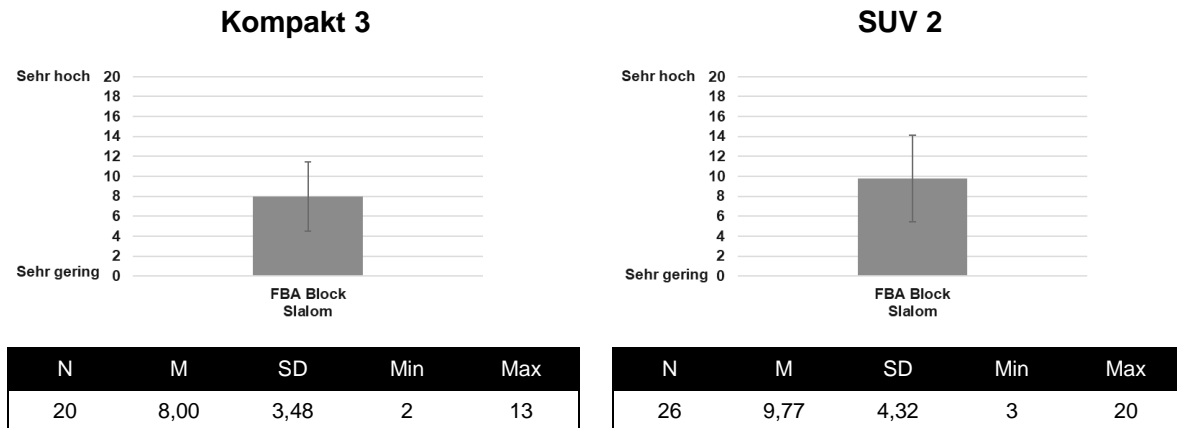 Kompakt 3
Sehr hoch 20
18
16
14
12
10
8
6
4
2
Sehr gering 0
FBA Block
Slalom
N M SD Min Max
20 8,00 3,48 2 13
SUV 2
Sehr hoch 20
18
16
14
12
10
8
6
4
2
Sehr gering 0
FBA Block
Slalom
N M SD Min Max
26 9,77 4,32 3 20